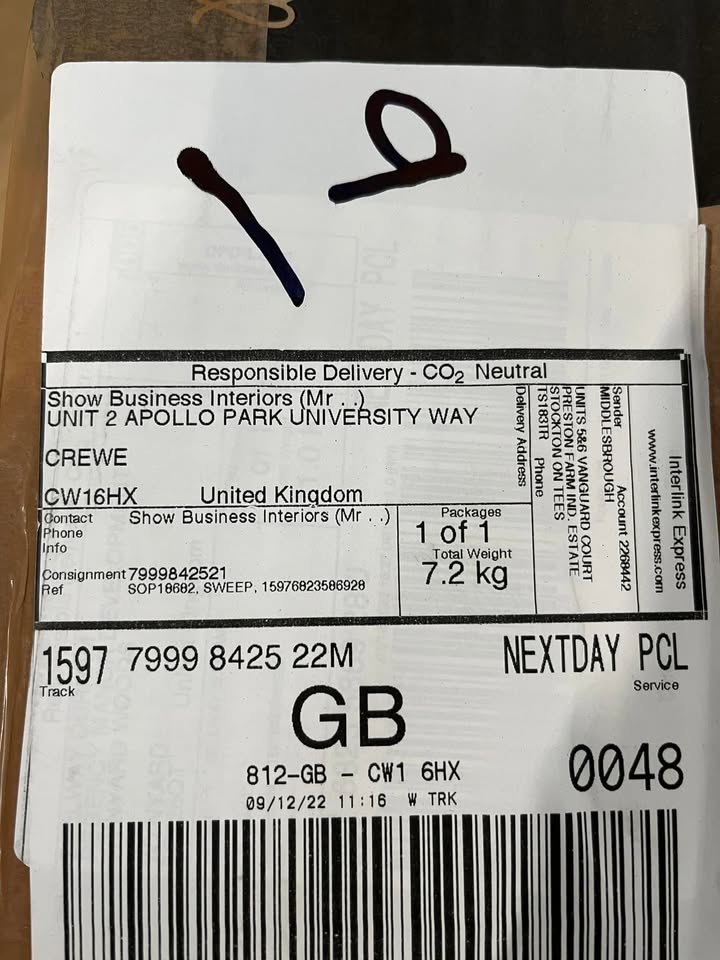 Responsible Delivery - CO2 Neutral
Show Business Interiors (Mr . .)
UNIT 2 APOLLO PARK UNIVERSITY WAY
CREWE
CW16HX United Kingdom
Contact Show Business Interiors (Mr . .)
Phone
Info
Consignment 7999842521
Ref SOP18682, SWEEP, 15976823586928
Packages
1 of 1
Total Weight
7.2 kg
Delivery Address
Sender Account 2268442
MIDDLESBROUGH
UNITS 5&6 VANGUARD COURT
PRESTON FARM IND. ESTATE
STOCKTON ON TEES
TS183TR Phone
Interlink Express
www.interlinkexpress.com
1597 7999 8425 22M
Track
NEXTDAY PCL
Service
GB
812-GB - CW1 6HX
0048
09/12/22 11:16 W TRK